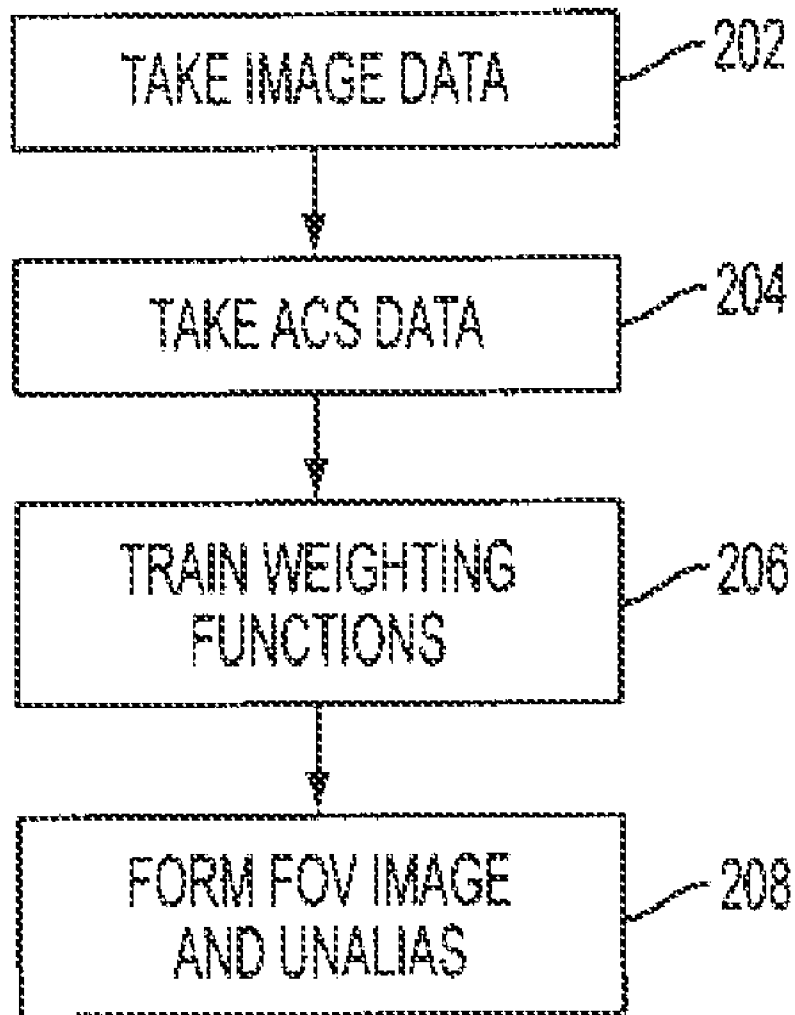 TAKE IMAGE DATA
202
TAKE ACS DATA
204
TRAIN WEIGHTING
FUNCTIONS
206
FORM FOV IMAGE
AND UNALIAS
208